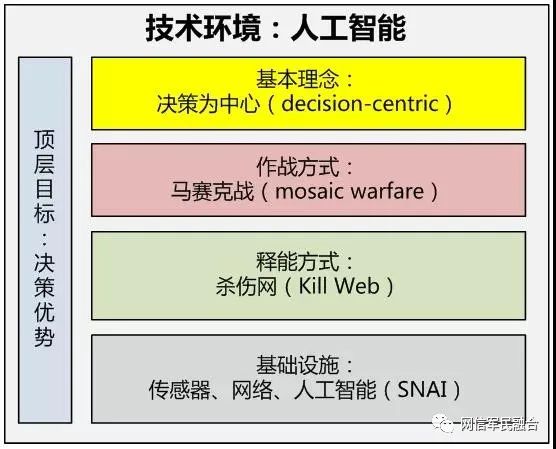 技术环境：人工智能
顶层目标：决策优势
基本理念：
决策为中心（decision-centric）
作战方式：
马赛克战（mosaic warfare）
释能方式：
杀伤网（Kill Web）
基础设施：
传感器、网络、人工智能（SNAI）
网信军民融合